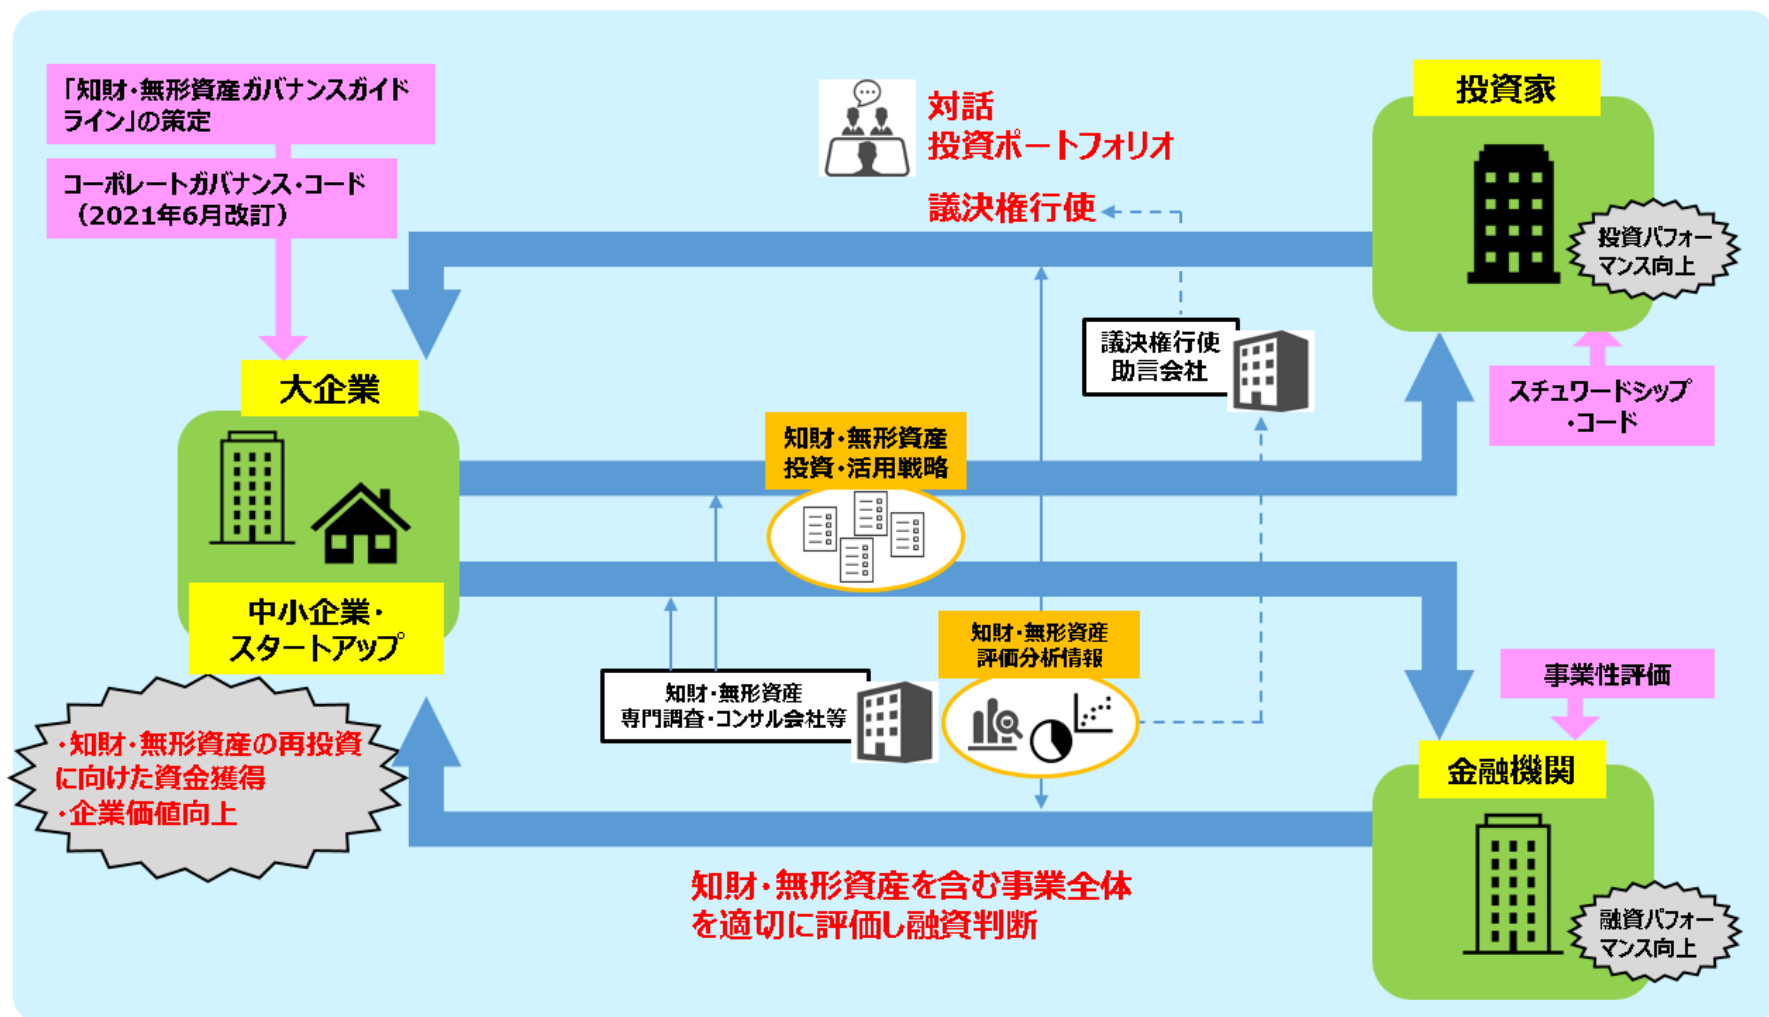 「知財・無形資産ガバナンスガイド
ライン」の策定
コーポレートガバナンス・コード
（2021年6月改訂）
対話
投資ポートフォリオ
議決権行使
投資家
投資パフォー
マンス向上
議決権行使
助言会社
スチュワードシップ
・コード
大企業
知財・無形資産
投資・活用戦略
中小企業・
スタートアップ
知財・無形資産
評価分析情報
知財・無形資産
専門調査・コンサル会社等
事業性評価
・知財・無形資産の再投資
に向けた資金獲得
・企業価値向上
金融機関
知財・無形資産を含む事業全体
を適切に評価し融資判断
融資パフォー
マンス向上